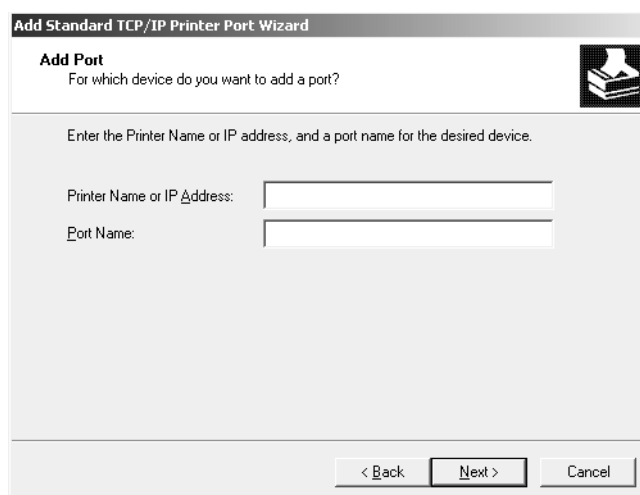 Add Standard TCP/IP Printer Port Wizard
Add Port
For which device do you want to add a port?
Enter the Printer Name or IP address, and a port name for the desired device.
Printer Name or IP Address:
Port Name:
< Back Next > Cancel